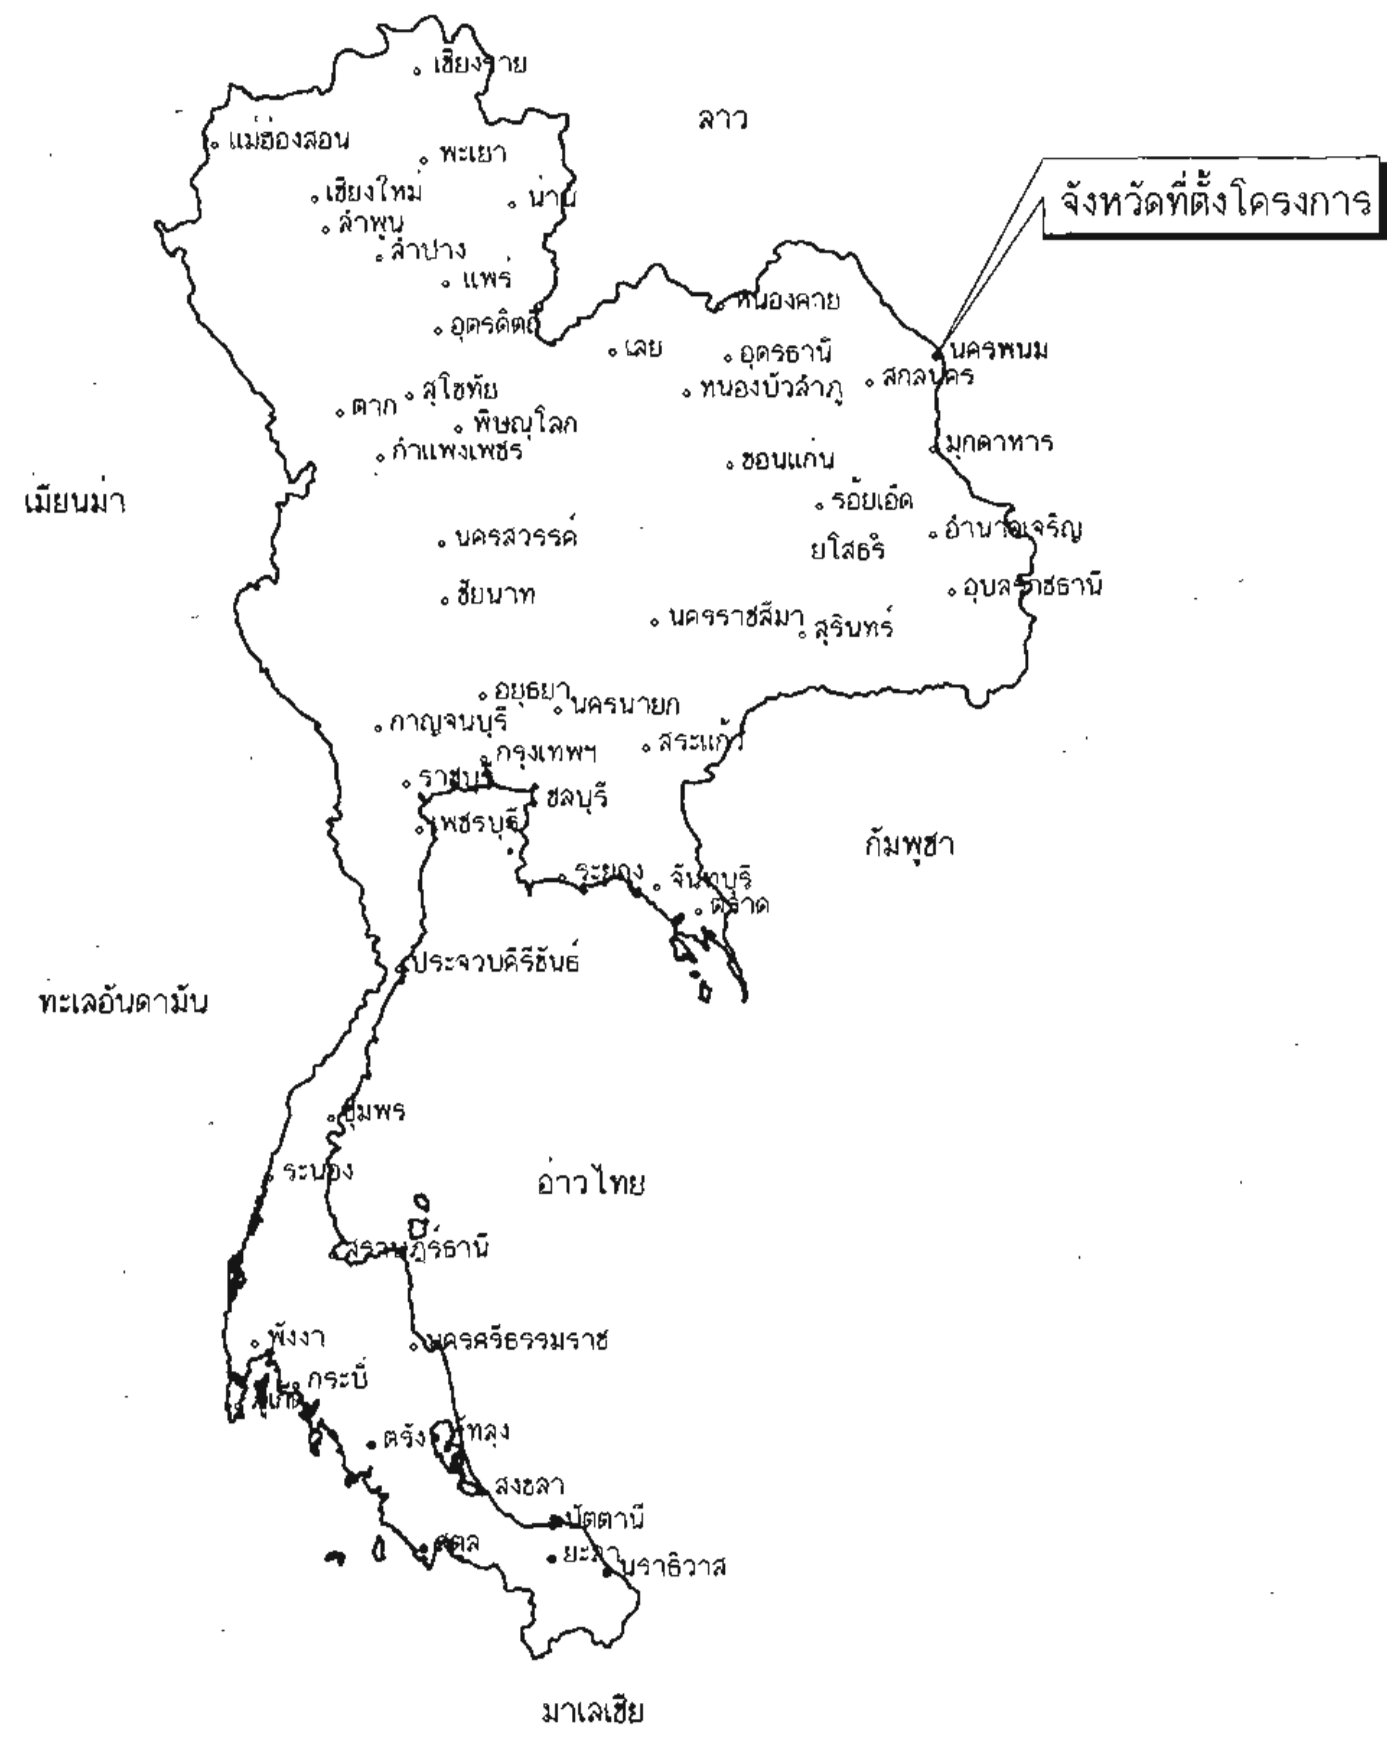 เชียงราย
ลาว
แม่ฮ่องสอน
พะเยา
เชียงใหม่
น่าน
จังหวัดที่ตั้งโครงการ
ลำพูน
ลำปาง
แพร่
หนองคาย
อุตรดิตถ์
เลย
อุดรธานี
นครพนม
สกลนคร
หนองบัวลำภู
สุโขทัย
ตาก
พิษณุโลก
กำแพงเพชร
ขอนแก่น
มุกดาหาร
เมียนม่า
ร้อยเอ็ด
อำนาจเจริญ
นครสวรรค์
ยโสธร
ชัยนาท
อุบลราชธานี
นครราชสีมา
สุรินทร์
อยุธยา
นครนายก
กาญจนบุรี
สระแก้ว
กรุงเทพฯ
ราชบุรี
ชลบุรี
เพชรบุรี
กัมพูชา
ระยอง
จันทบุรี
ตราด
ประจวบคีรีขันธ์
ทะเลอันดามัน
ชุมพร
ระนอง
อ่าวไทย
สุราษฎร์ธานี
พังงา
นครศรีธรรมราช
กระบี่
ภูเก็ต
ตรัง
ทลุง
สงขลา
ปัตตานี
สตูล
ยะลา
นราธิวาส
มาเลเซีย